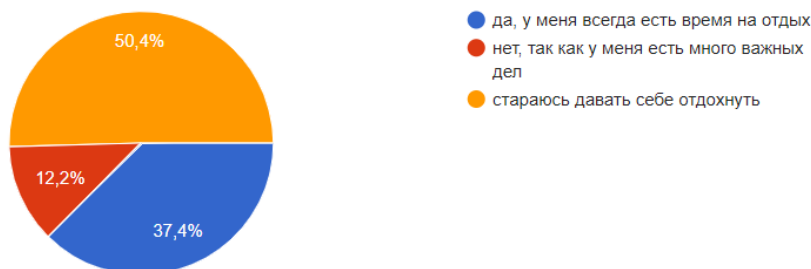 50,4%
12,2%
37,4%
да, у меня всегда есть время на отдых
нет, так как у меня есть много важных
дел
стараюсь давать себе отдохнуть